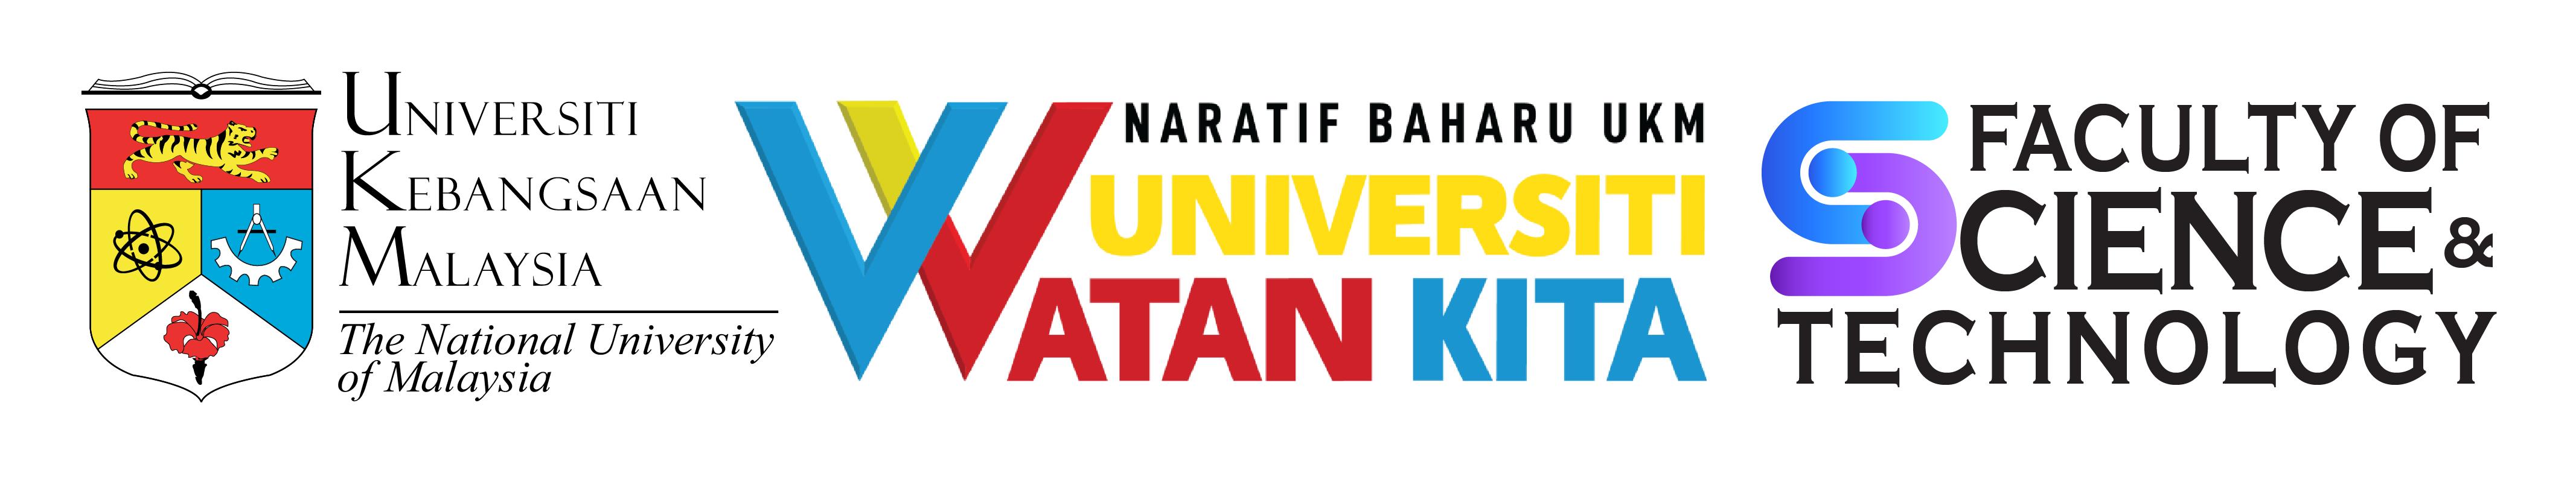 UNIVERSITI
KEBANGSAAN
MALAYSIA
The National University
of Malaysia
NARATIF BAHARU UKM
UNIVERSITI
WATAN KITA
FACULTY OF
SCIENCE &
TECHNOLOGY